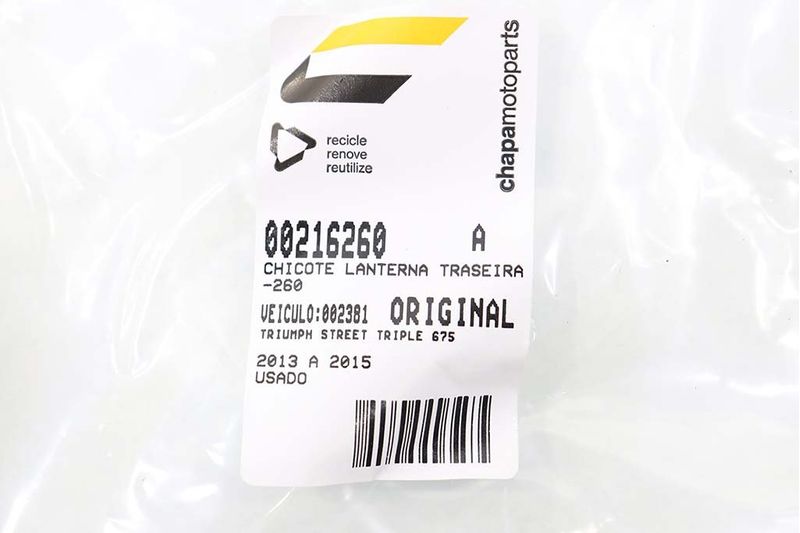 chapamotoparts
recicle
renove
reutilize
00216260 A
CHICOTE LANTERNA TRASEIRA
-260
VEICULO:002381 ORIGINAL
TRIUMPH STREET TRIPLE 675
2013 A 2015
USADO